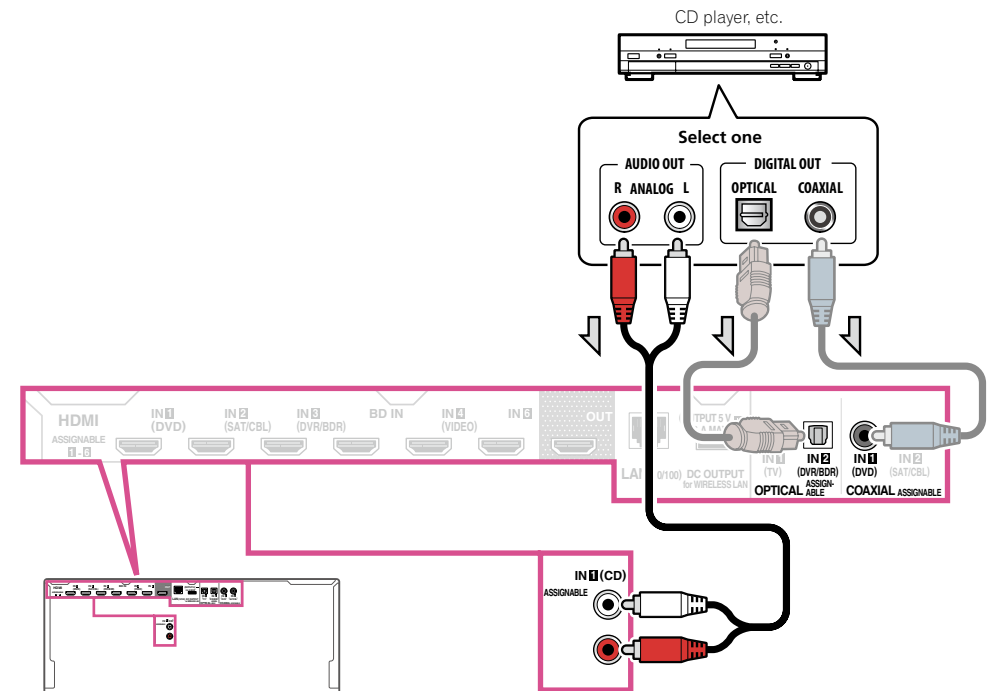 CD player, etc.
Select one
AUDIO OUT
DIGITAL OUT
R ANALOG L
OPTICAL
COAXIAL
HDMI
ASSIGNABLE
1-6
IN 1
(DVD)
IN 2
(SAT/CBL)
IN 3
(DVR/BDR)
BD IN
IN 4
(VIDEO)
IN 6
OUT
LAN
0/100)
DC OUTPUT
for WIRELESS LAN
IN 1
(TV)
IN 2
(DVR/BDR)
OPTICAL
ASSIGN-
ABLE
IN 1
(DVD)
IN 2
(SAT/CBL)
COAXIAL ASSIGNABLE
IN 1 (CD)
ASSIGNABLE
HDMI